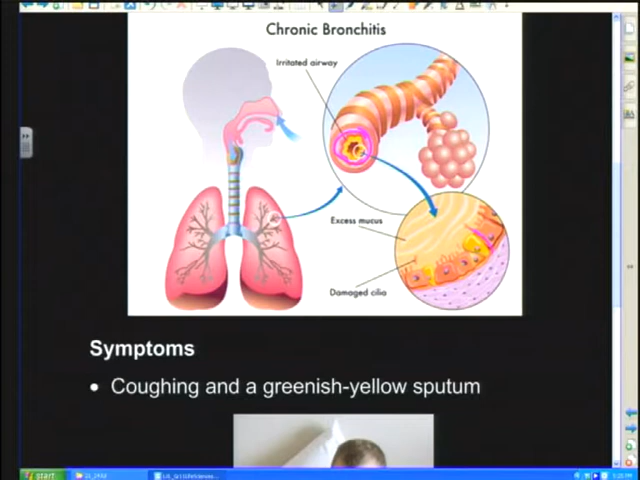 Chronic Bronchitis
Irritated airway
Excess mucus
Damaged cilia
Symptoms
• Coughing and a greenish-yellow sputum
start